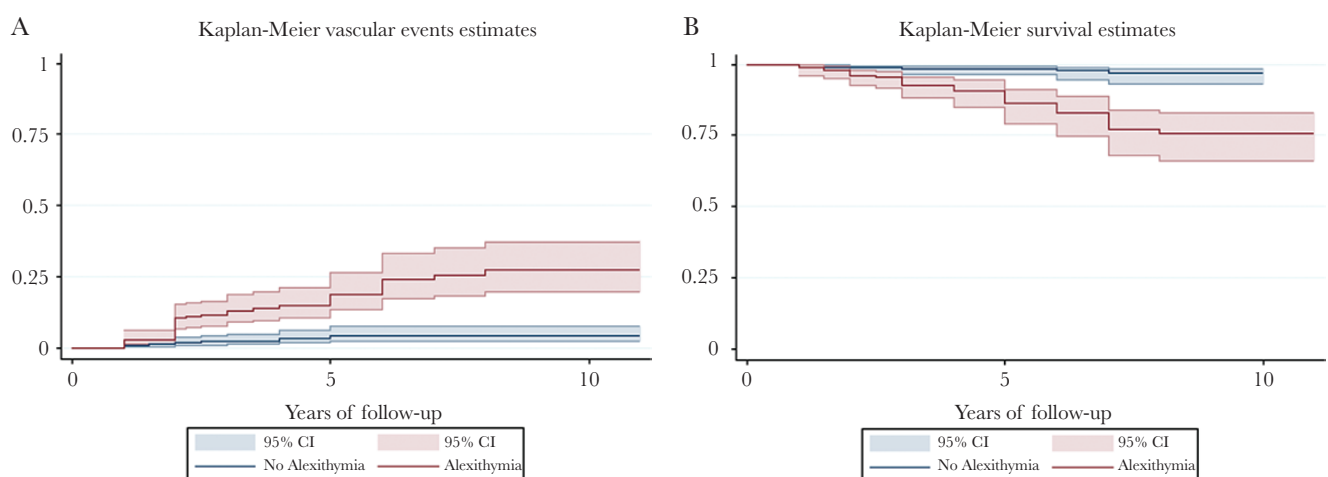 A
Kaplan-Meier vascular events estimates
1
0.75
0.5
0.25
0
0
5
10
Years of follow-up
95% CI
95% CI
No Alexithymia
Alexithymia
B
Kaplan-Meier survival estimates
1
0.75
0.5
0.25
0
0
5
10
Years of follow-up
95% CI
95% CI
No Alexithymia
Alexithymia